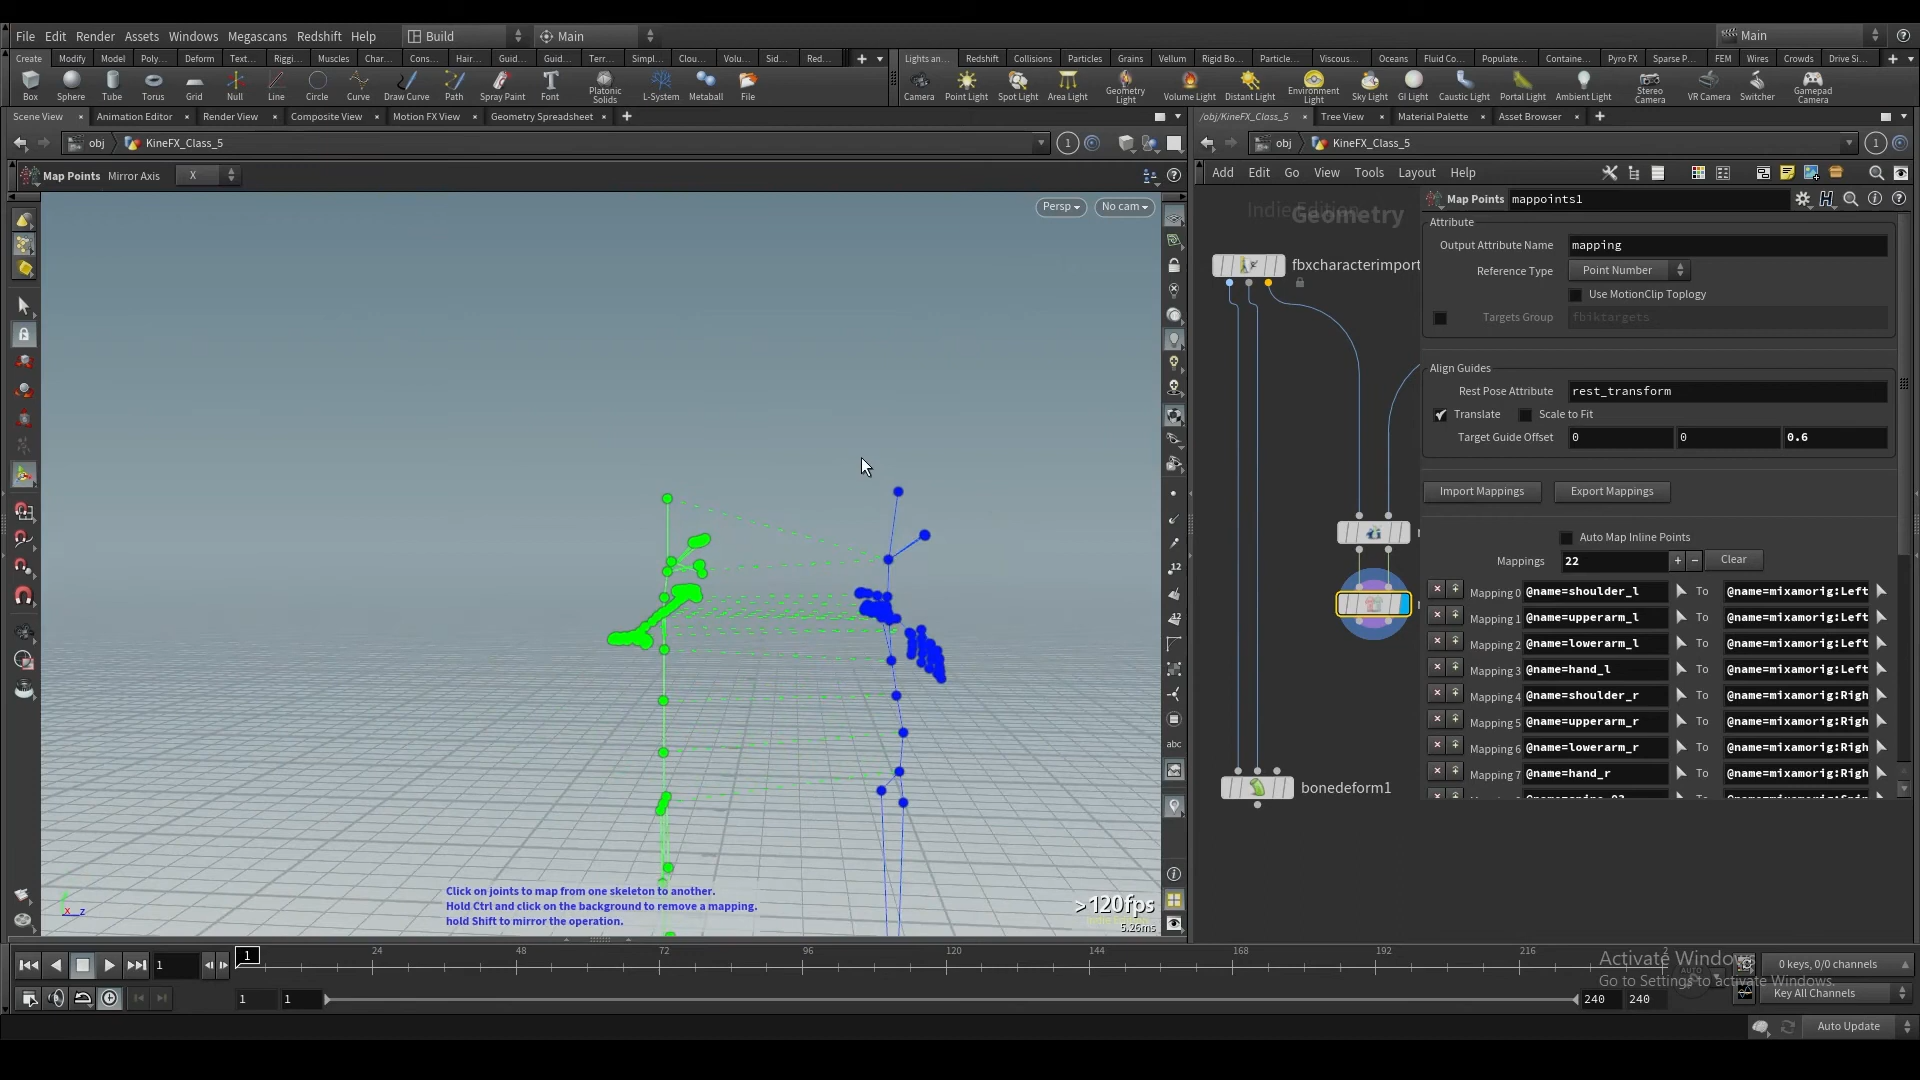 File Edit Render Assets Windows Megascans Redshift Help Build Main Main
Create Modify Model Poly... Deform Text... Riggi... Muscles Char... Cons... Hair... Guid... Guid... Terr... Simpl... Clou... Volu... Sid... Red...
Lights an... Redshift Collisions Particles Grains Vellum Rigid Bo... Particle... Viscous... Oceans Fluid Co... Populate... Containe... Pyro FX Sparse P... FEM Wires Crowds Drive Si...
Box Sphere Tube Torus Grid Null Line Circle Curve Draw Curve Path Spray Paint Font Platonic Solids L-System Metaball File
Camera Point Light Spot Light Area Light Geometry Light Volume Light Distant Light Environment Light Sky Light GI Light Caustic Light Portal Light Ambient Light Stereo Camera VR Camera Switcher Gamepad Camera
Scene View Animation Editor Render View Composite View Motion FX View Geometry Spreadsheet
/obj/KineFX_Class_5 Tree View Material Palette Asset Browser
obj KineFX_Class_5 1
obj KineFX_Class_5 1
Map Points Mirror Axis X
Add Edit Go View Tools Layout Help
Persp No cam
Indie Edition
Geometry
fbxcharacterimport
bonedeform1
Map Points mappoints1
Attribute
Output Attribute Name mapping
Reference Type Point Number
Use MotionClip Toplogy
Targets Group fbiktargets
Align Guides
Rest Pose Attribute rest_transform
Translate Scale to Fit
Target Guide Offset 0 0 0.6
Import Mappings Export Mappings
Auto Map Inline Points
Mappings 22 + − Clear
Mapping 0 @name=shoulder_l To @name=mixamorig:Left
Mapping 1 @name=upperarm_l To @name=mixamorig:Left
Mapping 2 @name=lowerarm_l To @name=mixamorig:Left
Mapping 3 @name=hand_l To @name=mixamorig:Left
Mapping 4 @name=shoulder_r To @name=mixamorig:Righ
Mapping 5 @name=upperarm_r To @name=mixamorig:Righ
Mapping 6 @name=lowerarm_r To @name=mixamorig:Righ
Mapping 7 @name=hand_r To @name=mixamorig:Righ
12
12
abc
x z
Click on joints to map from one skeleton to another.
Hold Ctrl and click on the background to remove a mapping.
hold Shift to mirror the operation.
>120fps
5.26ms
1 1 24 48 72 96 120 144 168 192 216
Activate Windows
Go to Settings to activate Windows.
0 keys, 0/0 channels
1 1 240 240 Key All Channels
Auto Update